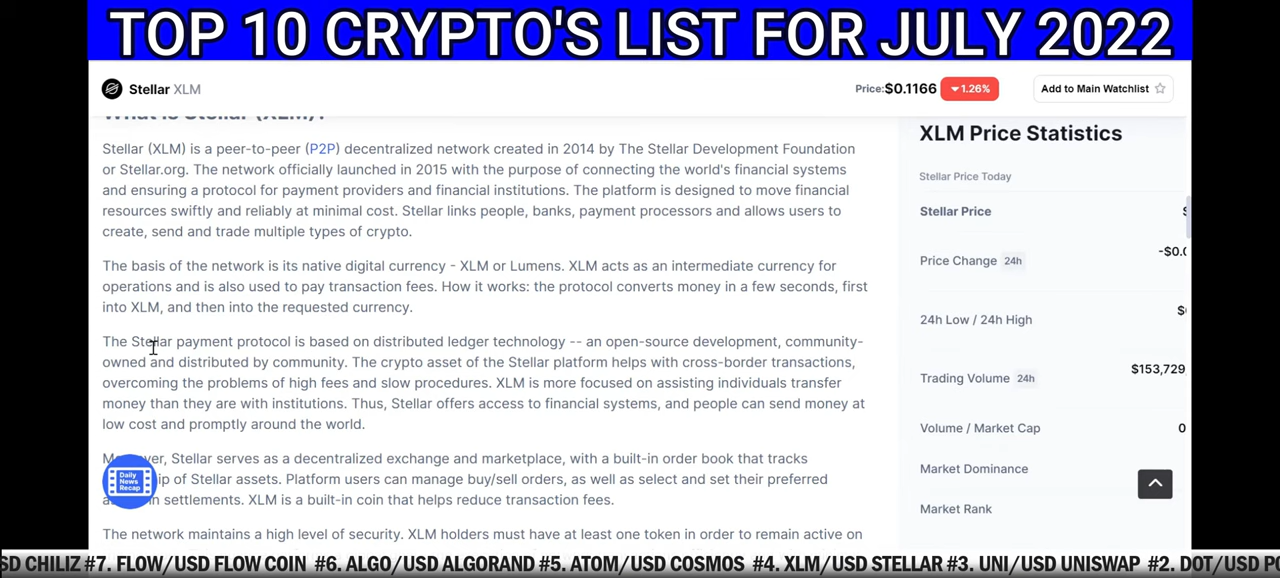 TOP 10 CRYPTO'S LIST FOR JULY 2022
Stellar XLM
Price:$0.1166 ▼1.26%
Add to Main Watchlist
What is Stellar (XLM)?
Stellar (XLM) is a peer-to-peer (P2P) decentralized network created in 2014 by The Stellar Development Foundation
or Stellar.org. The network officially launched in 2015 with the purpose of connecting the world's financial systems
and ensuring a protocol for payment providers and financial institutions. The platform is designed to move financial
resources swiftly and reliably at minimal cost. Stellar links people, banks, payment processors and allows users to
create, send and trade multiple types of crypto.
The basis of the network is its native digital currency - XLM or Lumens. XLM acts as an intermediate currency for
operations and is also used to pay transaction fees. How it works: the protocol converts money in a few seconds, first
into XLM, and then into the requested currency.
The Stellar payment protocol is based on distributed ledger technology -- an open-source development, community-
owned and distributed by community. The crypto asset of the Stellar platform helps with cross-border transactions,
overcoming the problems of high fees and slow procedures. XLM is more focused on assisting individuals transfer
money than they are with institutions. Thus, Stellar offers access to financial systems, and people can send money at
low cost and promptly around the world.
Stellar serves as a decentralized exchange and marketplace, with a built-in order book that tracks
of Stellar assets. Platform users can manage buy/sell orders, as well as select and set their preferred
settlements. XLM is a built-in coin that helps reduce transaction fees.
The network maintains a high level of security. XLM holders must have at least one token in order to remain active on
Daily
News
Recap
XLM Price Statistics
Stellar Price Today
Stellar Price
Price Change 24h
-$0.0
24h Low / 24h High
Trading Volume 24h
$153,729
Volume / Market Cap
0
Market Dominance
Market Rank
SD CHILIZ #7. FLOW/USD FLOW COIN #6. ALGO/USD ALGORAND #5. ATOM/USD COSMOS #4. XLM/USD STELLAR #3. UNI/USD UNISWAP #2. DOT/USD P